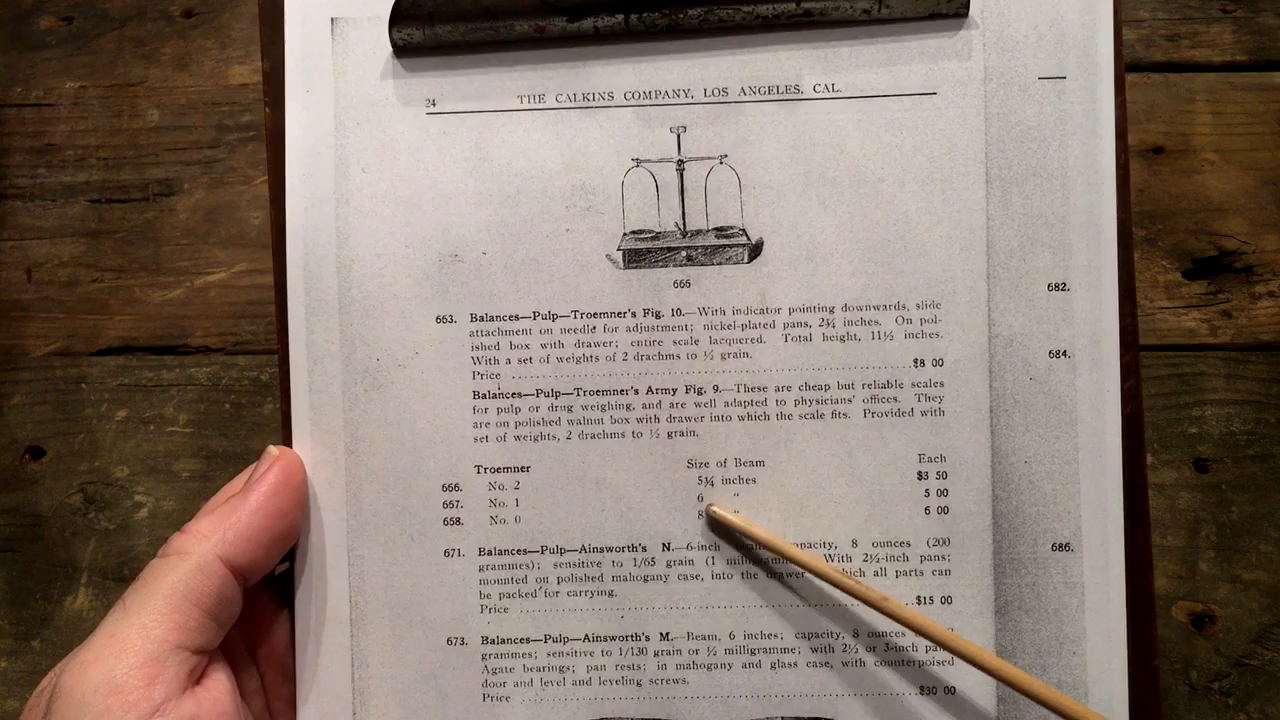 24 THE CALKINS COMPANY, LOS ANGELES, CAL.
666
663. Balances—Pulp—Troemner's Fig. 10.—With indicator pointing downwards, slide
attachment on needle for adjustment; nickel-plated pans, 2¾ inches. On pol-
ished box with drawer; entire scale lacquered. Total height, 11½ inches.
With a set of weights of 2 drachms to ½ grain.
Price ............ $8 00
Balances—Pulp—Troemner's Army Fig. 9.—These are cheap but reliable scales
for pulp or drug weighing, and are well adapted to physicians' offices. They
are on polished walnut box with drawer into which the scale fits. Provided with
set of weights, 2 drachms to ½ grain.
Troemner Size of Beam Each
666. No. 2 5¼ inches $3 50
657. No. 1 6 " 5 00
658. No. 0 8 " 6 00
671. Balances—Pulp—Ainsworth's N.—6-inch capacity, 8 ounces (200
grammes); sensitive to 1/65 grain (1 With 2½-inch pans;
mounted on polished mahogany case, into the drawer which all parts can
be packed for carrying.
Price ............ $15 00
673. Balances—Pulp—Ainsworth's M.—Beam, 6 inches; capacity, 8 ounces
grammes; sensitive to 1/130 grain or ½ milligramme; with 2½ or 3-inch
Agate bearings; pan rests; in mahogany and glass case, with counterpoised
door and level and leveling screws.
Price ............ $30 00
682.
684.
686.